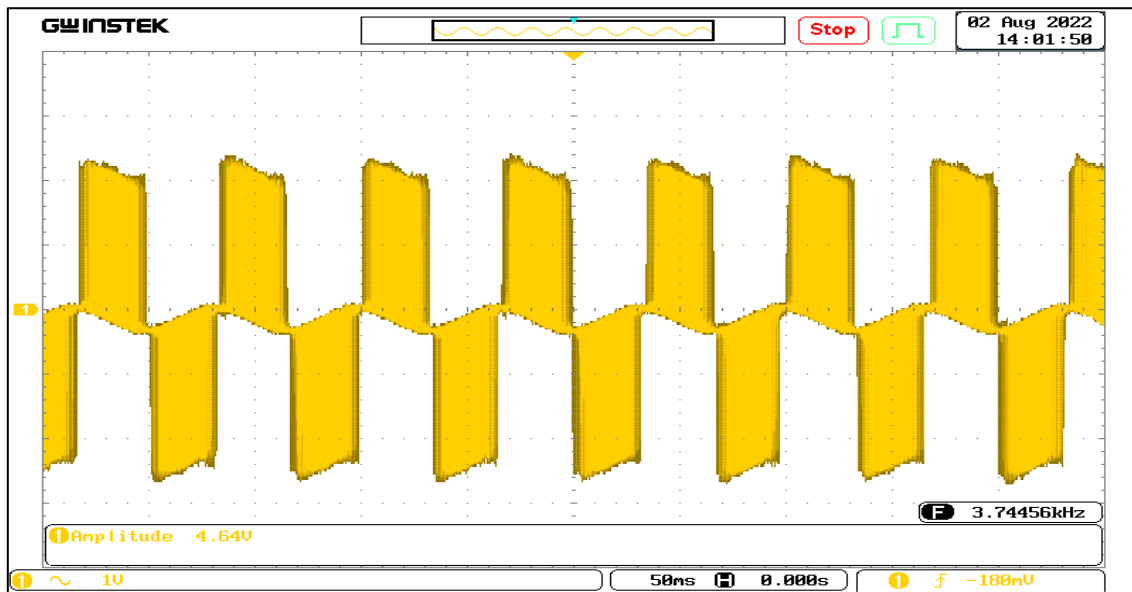 GWINSTEK
Stop
02 Aug 2022
14:01:50
1
F 3.74456kHz
1 Amplitude 4.64V
1 1V
50ms H 0.000s
1 -180mV